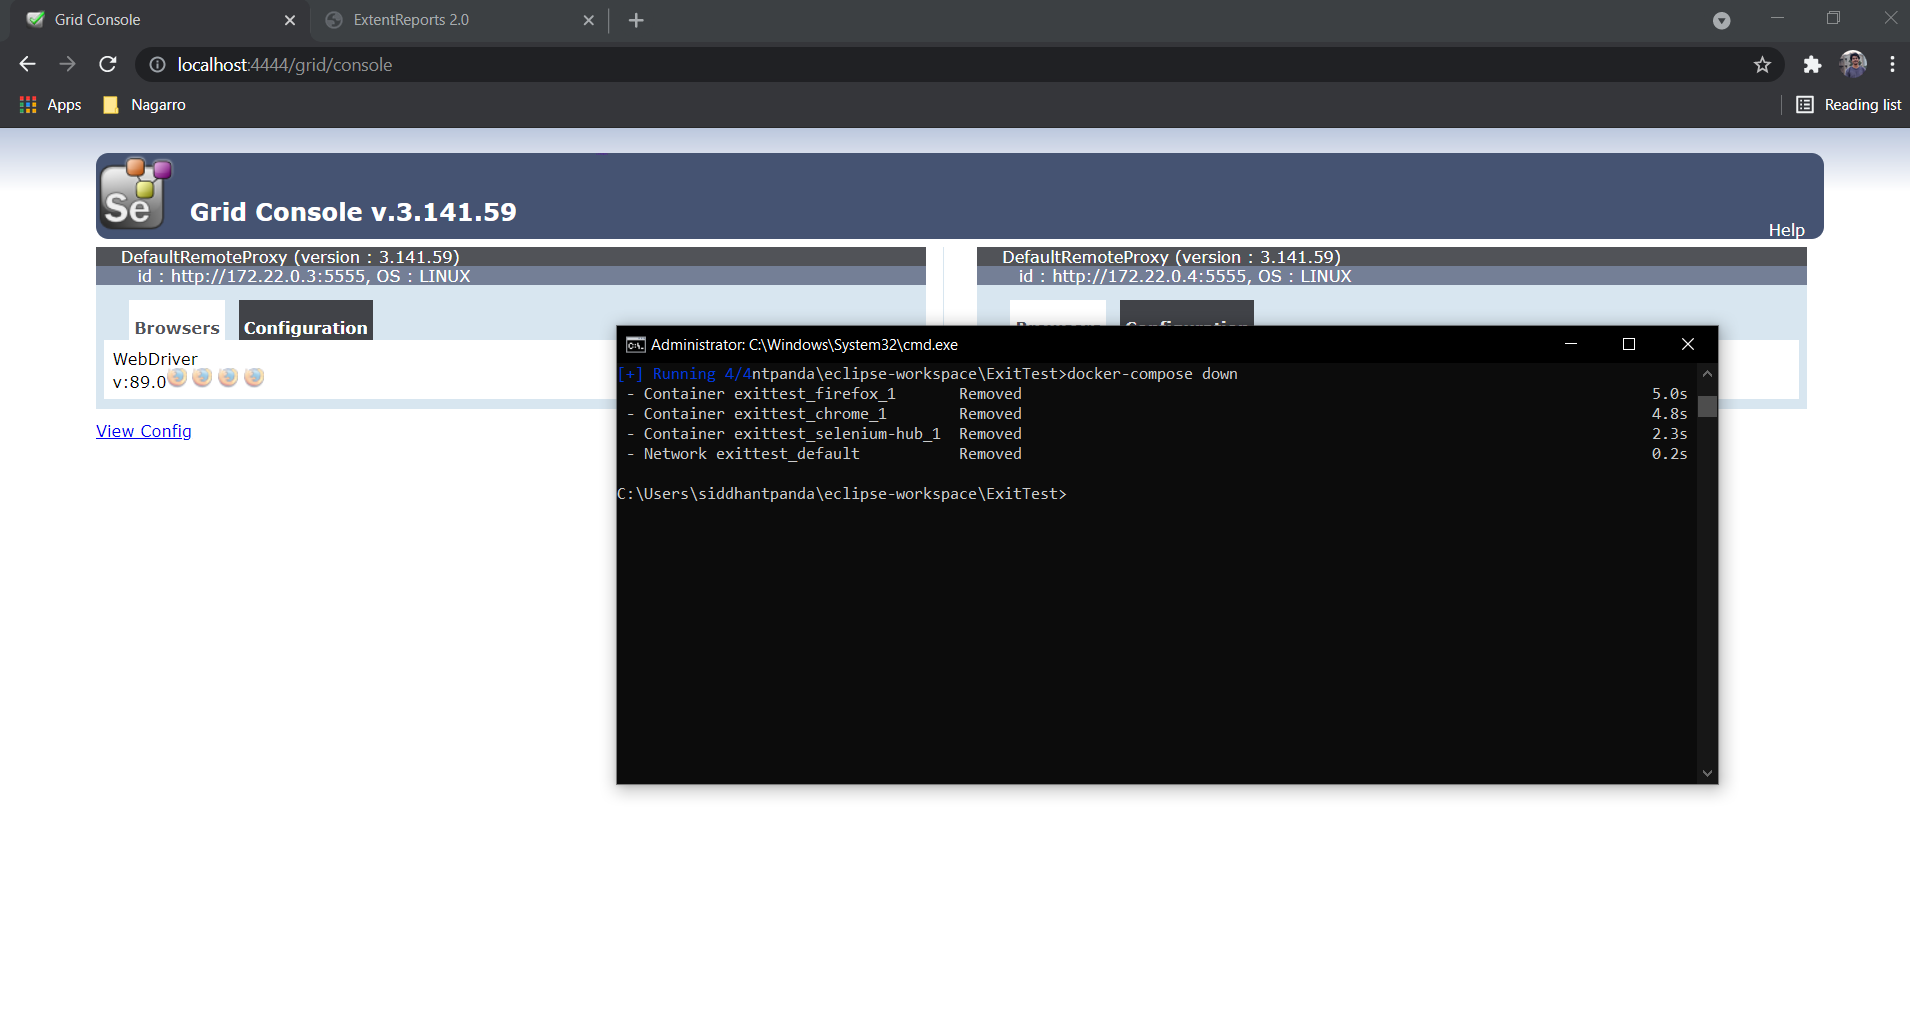 Grid Console
ExtentReports 2.0
localhost:4444/grid/console
Apps
Nagarro
Reading list
Se
Grid Console v.3.141.59
Help
DefaultRemoteProxy (version : 3.141.59)
id : http://172.22.0.3:5555, OS : LINUX
Browsers
Configuration
WebDriver
v:89.0
View Config
DefaultRemoteProxy (version : 3.141.59)
id : http://172.22.0.4:5555, OS : LINUX
Browsers
Configuration
Administrator: C:\Windows\System32\cmd.exe
[+] Running 4/4ntpanda\eclipse-workspace\ExitTest>docker-compose down
- Container exittest_firefox_1 Removed 5.0s
- Container exittest_chrome_1 Removed 4.8s
- Container exittest_selenium-hub_1 Removed 2.3s
- Network exittest_default Removed 0.2s
C:\Users\siddhantpanda\eclipse-workspace\ExitTest>